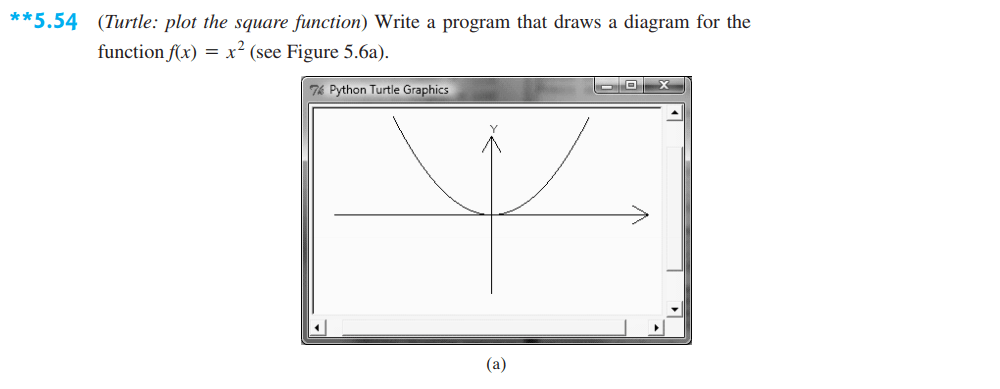 **5.54 (Turtle: plot the square function) Write a program that draws a diagram for the
function f(x) = x² (see Figure 5.6a).
Python Turtle Graphics
Y
(a)